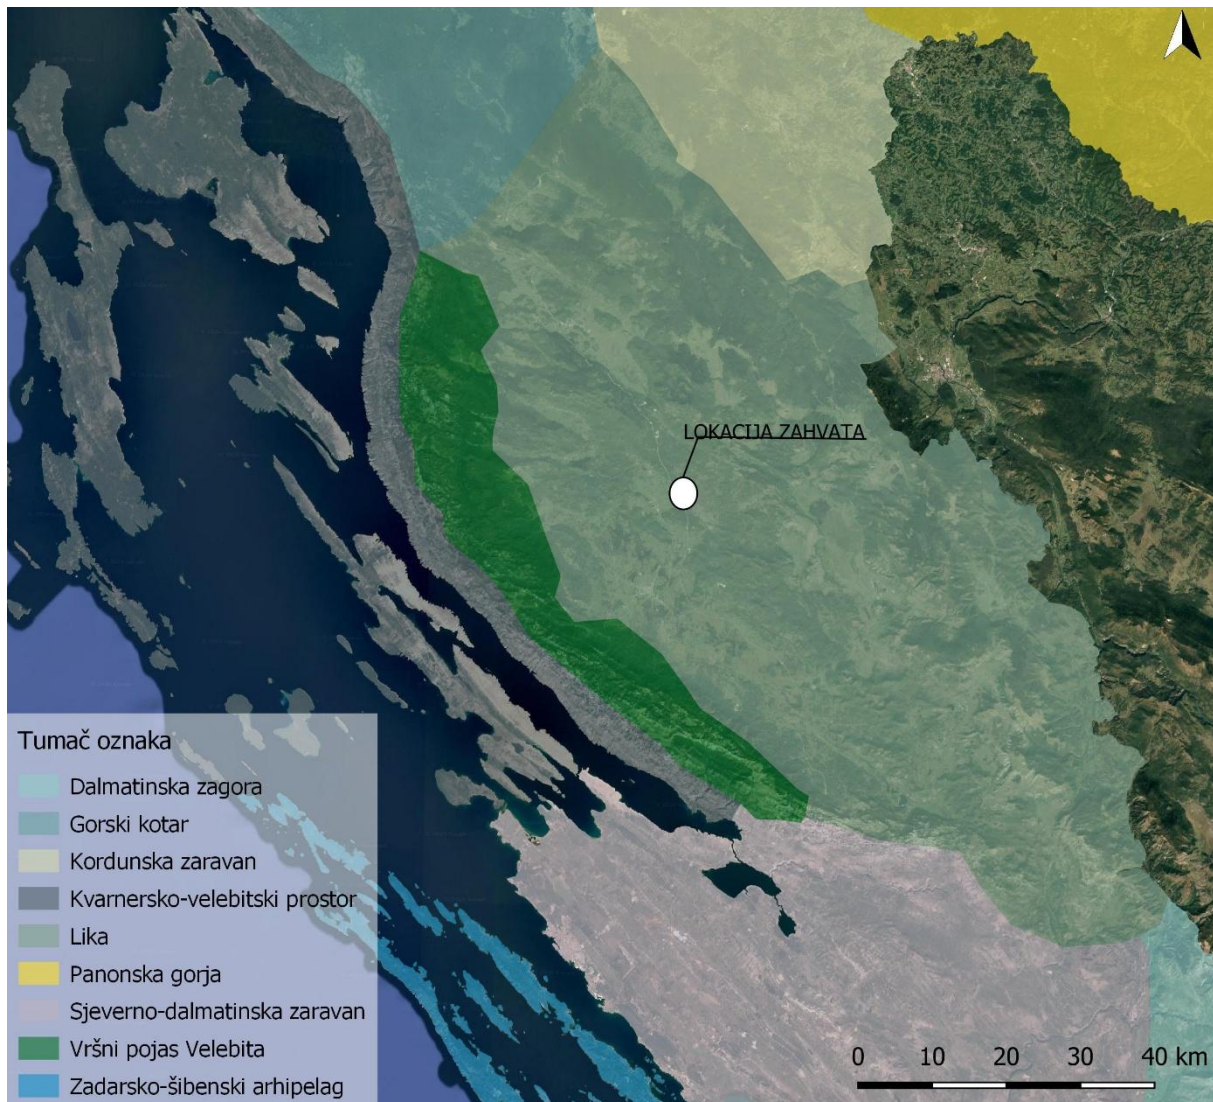 LOKACIJA ZAHVATA
Tumač oznaka
Dalmatinska zagora
Gorski kotar
Kordunska zaravan
Kvarnersko-velebitski prostor
Lika
Panonska gorja
Sjeverno-dalmatinska zaravan
Vršni pojas Velebita
Zadarsko-šibenski arhipelag
0 10 20 30 40 km